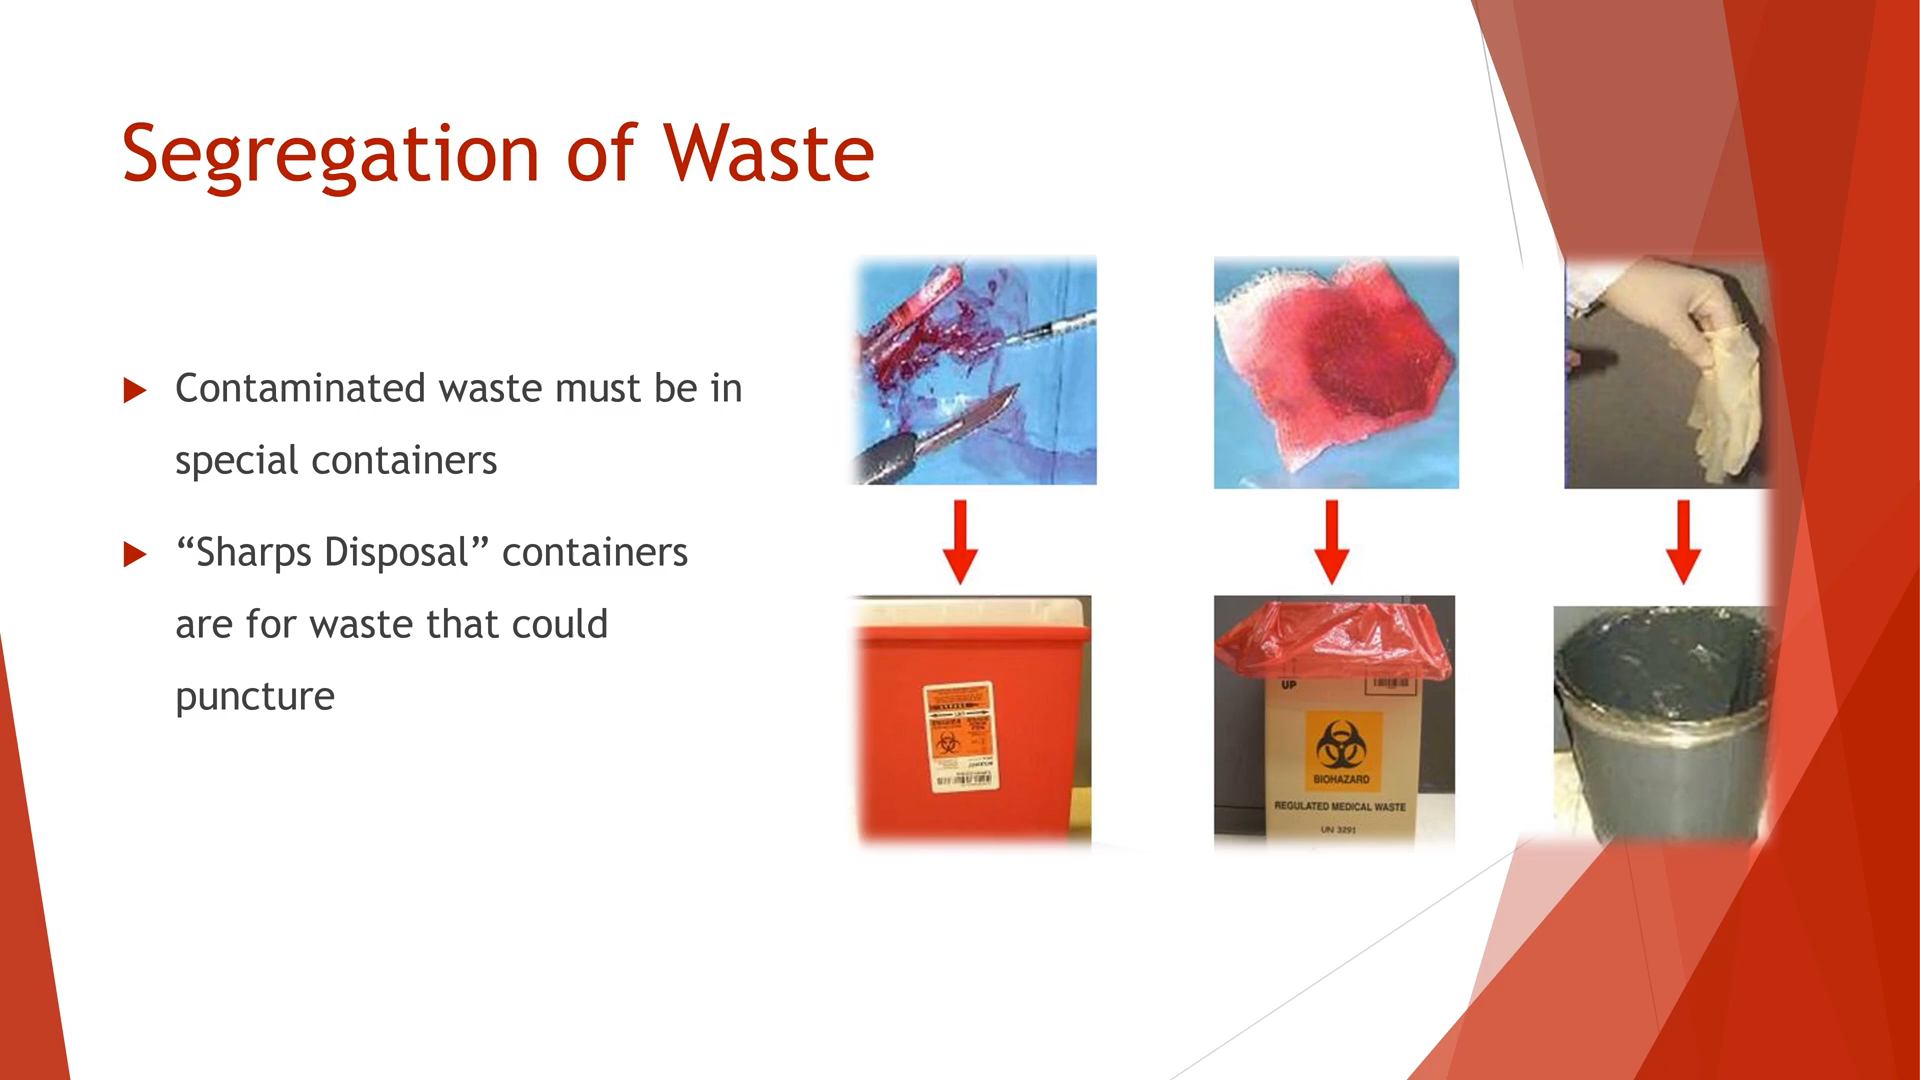 Segregation of Waste
Contaminated waste must be in
special containers
“Sharps Disposal” containers
are for waste that could
puncture
UP
BIOHAZARD
REGULATED MEDICAL WASTE
UN 3291